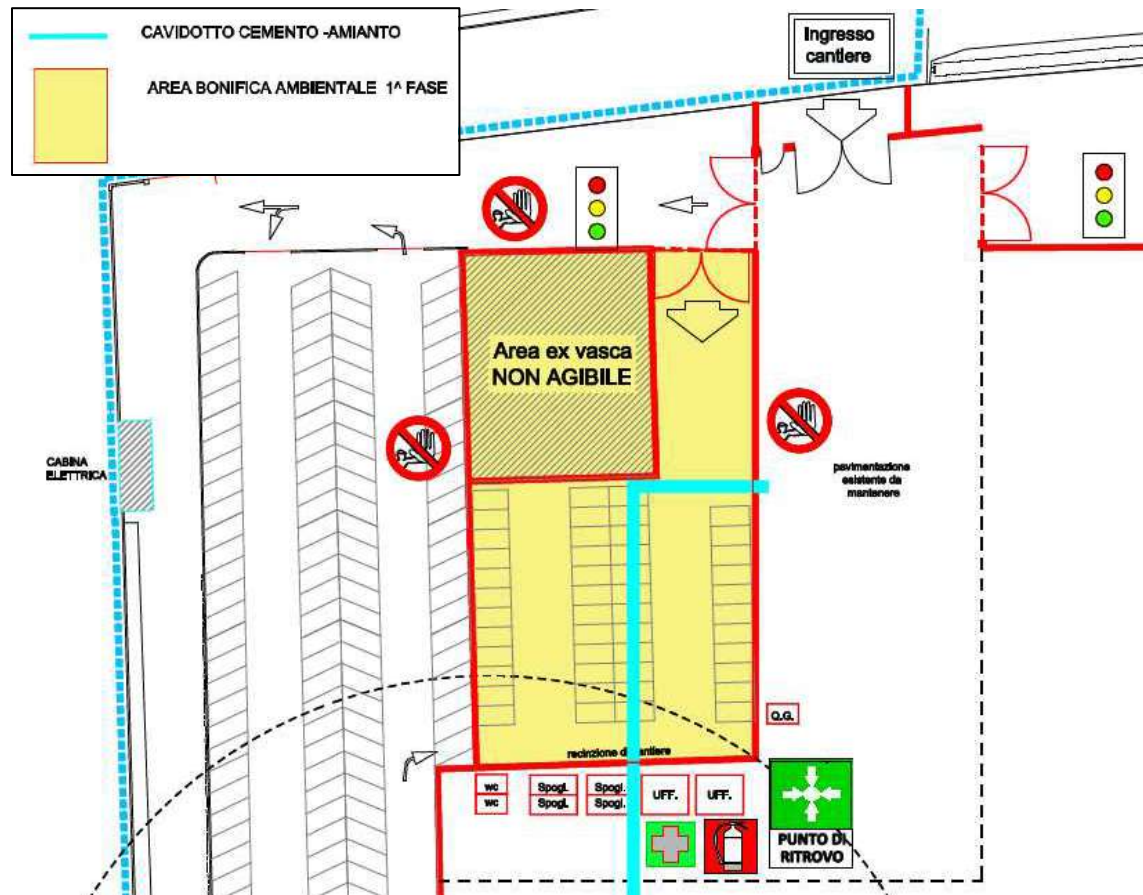 CAVIDOTTO CEMENTO -AMIANTO
AREA BONIFICA AMBIENTALE 1^ FASE
Ingresso
cantiere
Area ex vasca
NON AGIBILE
CABINA
ELETTRICA
pavimentazione
esistente da
mantenere
Q.G.
recinzione di cantiere
wc
wc
Spogl.
Spogl.
Spogl.
Spogl.
UFF.
UFF.
PUNTO DI
RITROVO